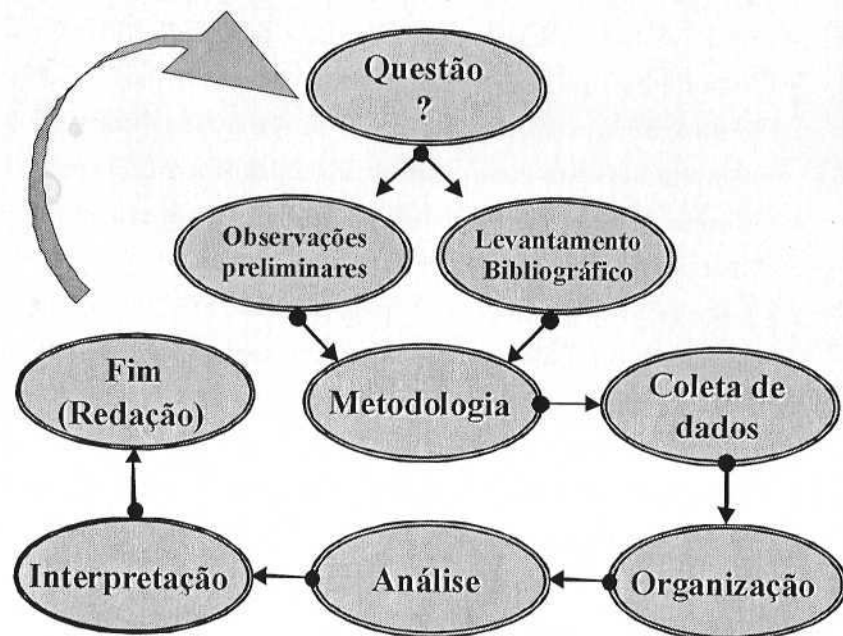 Questão
?
Observações
preliminares
Levantamento
Bibliográfico
Metodologia
Coleta de
dados
Organização
Análise
Interpretação
Fim
(Redação)